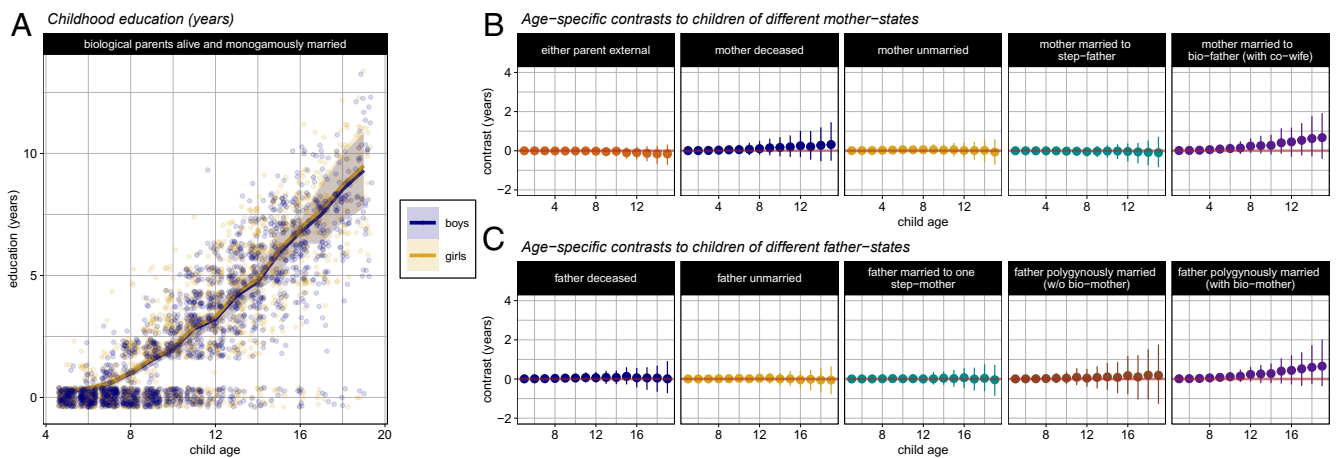 A
Childhood education (years)
biological parents alive and monogamously married
education (years)
10
5
0
4
8
12
16
20
child age
boys
girls
B
Age−specific contrasts to children of different mother−states
either parent external
mother deceased
mother unmarried
mother married to
step−father
mother married to
bio−father (with co−wife)
contrast (years)
4
2
0
−2
8
12
8
12
8
12
8
12
8
12
child age
C
Age−specific contrasts to children of different father−states
father deceased
father unmarried
father married to one
step−mother
father polygynously married
(w/o bio−mother)
father polygynously married
(with bio−mother)
contrast (years)
4
2
0
−2
8
12
16
8
12
16
8
12
16
8
12
16
8
12
16
child age